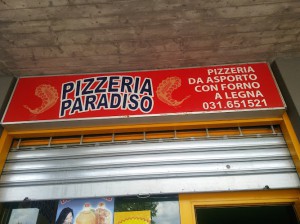 PIZZERIA
PARADISO
PIZZERIA
DA ASPORTO
CON FORNO
A LEGNA
031.651521